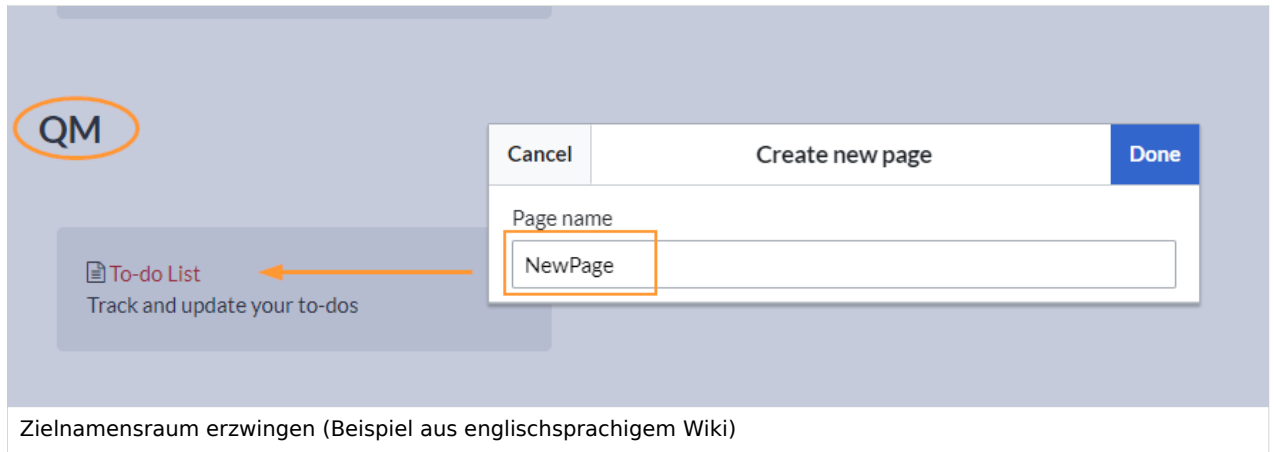 QM
Cancel Create new page Done
Page name
NewPage
To-do List
Track and update your to-dos
Zielnamensraum erzwingen (Beispiel aus englischsprachigem Wiki)